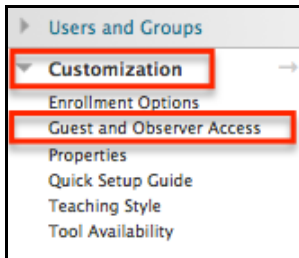 Users and Groups
Customization
Enrollment Options
Guest and Observer Access
Properties
Quick Setup Guide
Teaching Style
Tool Availability